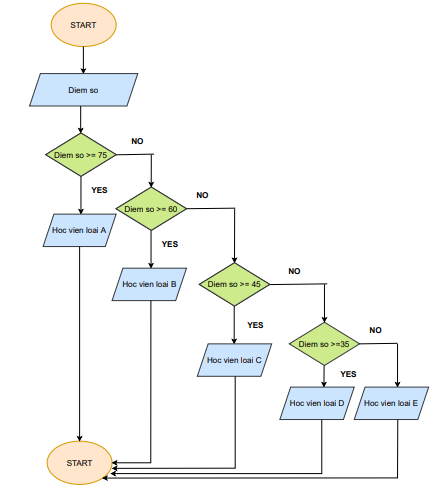 START
Diem so
Diem so >= 75
NO
YES
Hoc vien loai A
Diem so >= 60
NO
YES
Hoc vien loai B
Diem so >= 45
NO
YES
Hoc vien loai C
Diem so >=35
NO
YES
Hoc vien loai D
Hoc vien loai E
START